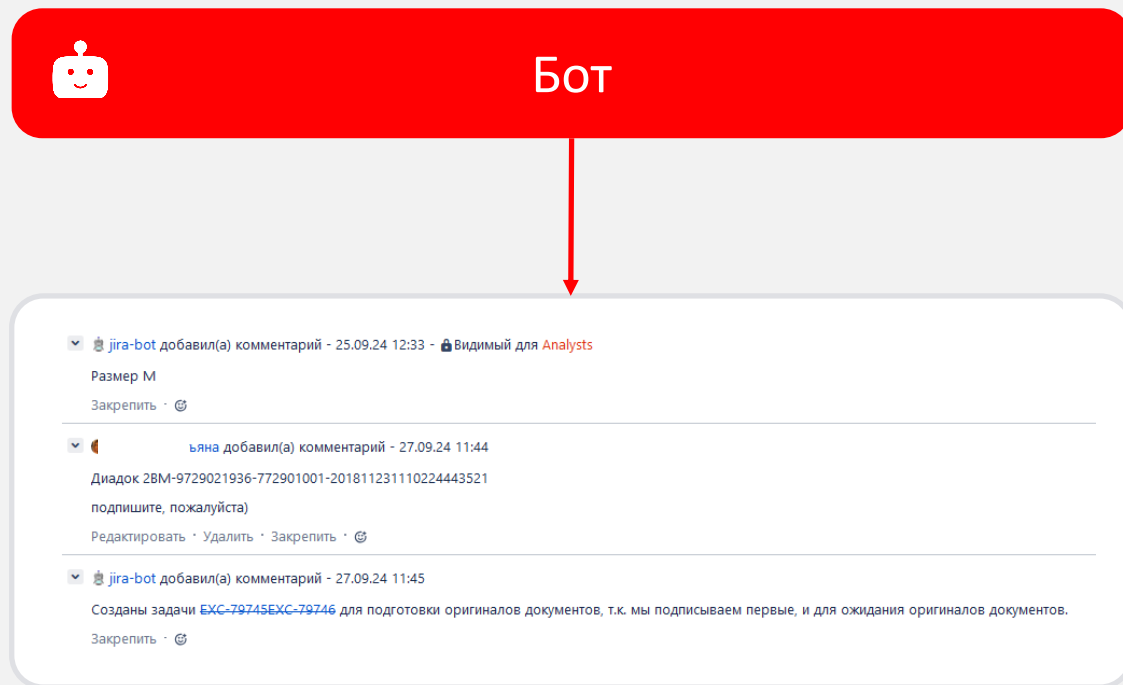 Бот
jira-bot добавил(а) комментарий - 25.09.24 12:33 - Видимый для Analysts
Размер M
Закрепить ·
ьяна добавил(а) комментарий - 27.09.24 11:44
Диадок 2BM-9729021936-772901001-201811231110224443521
подпишите, пожалуйста)
Редактировать · Удалить · Закрепить ·
jira-bot добавил(а) комментарий - 27.09.24 11:45
Созданы задачи EXC-79745EXC-79746 для подготовки оригиналов документов, т.к. мы подписываем первые, и для ожидания оригиналов документов.
Закрепить ·